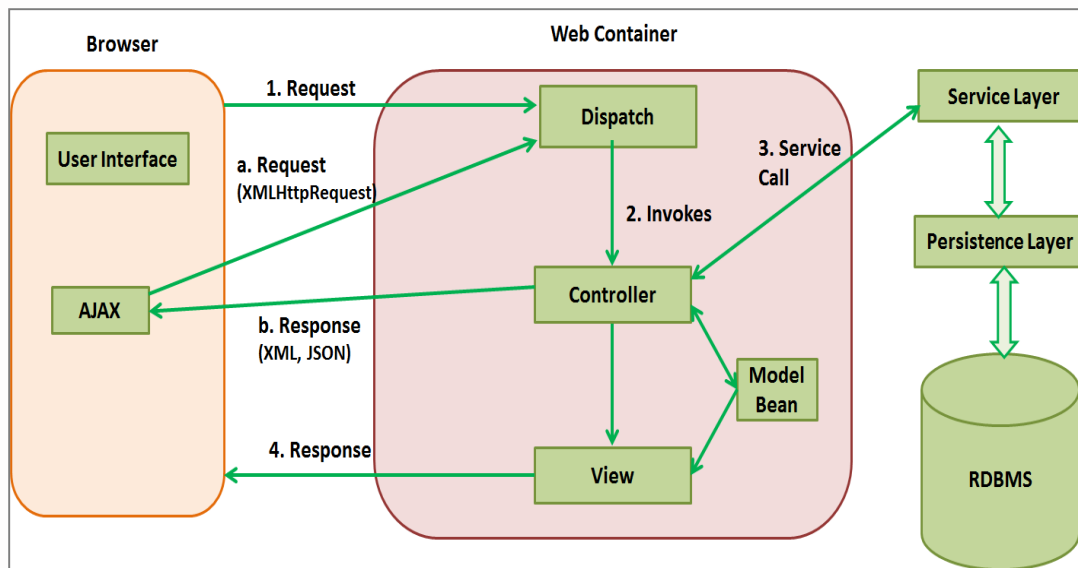 Browser
Web Container
1. Request
Dispatch
Service Layer
User Interface
a. Request
(XMLHttpRequest)
3. Service
Call
2. Invokes
Persistence Layer
AJAX
Controller
b. Response
(XML, JSON)
Model
Bean
4. Response
View
RDBMS